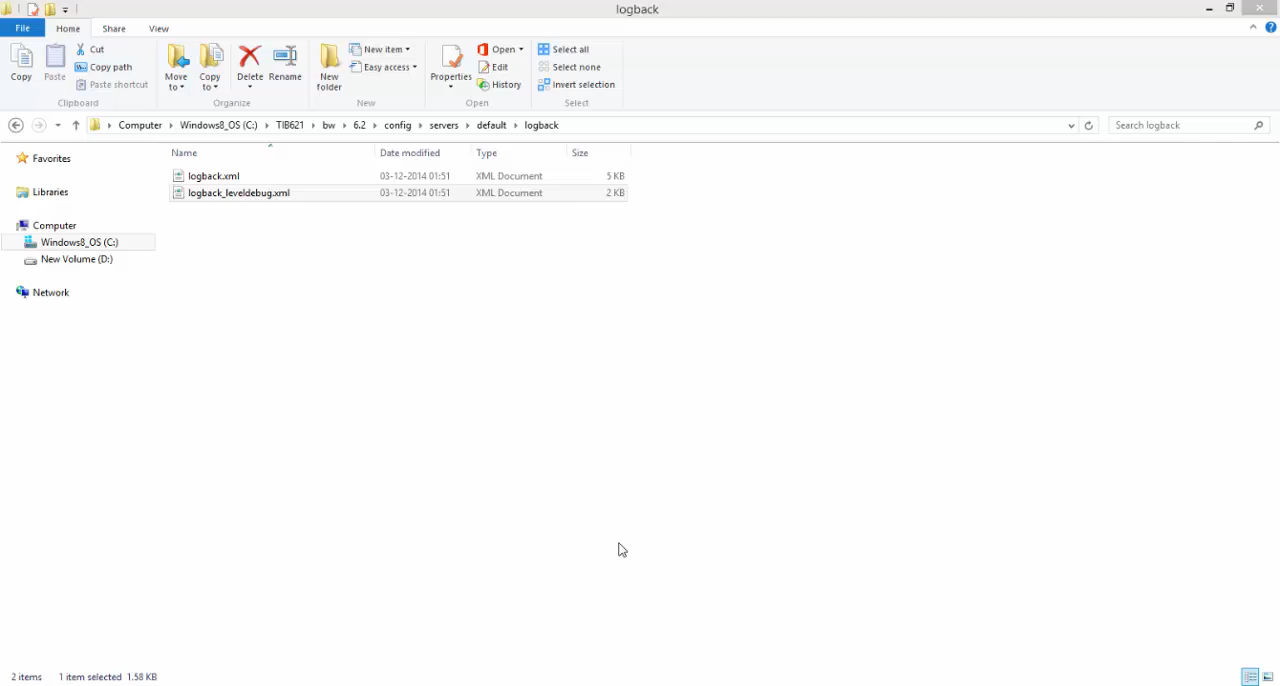 logback
File Home Share View
Copy Paste Cut Copy path Paste shortcut Move to Copy to Delete Rename New folder New item Easy access Properties Open Edit History Select all Select none Invert selection
Clipboard Organize New Open Select
Computer Windows8_OS (C:) TIB621 bw 6.2 config servers default logback Search logback
Favorites
Libraries
Computer
Windows8_OS (C:)
New Volume (D:)
Network
Name Date modified Type Size
logback.xml 03-12-2014 01:51 XML Document 5 KB
logback_leveldebug.xml 03-12-2014 01:51 XML Document 2 KB
2 items 1 item selected 1.58 KB